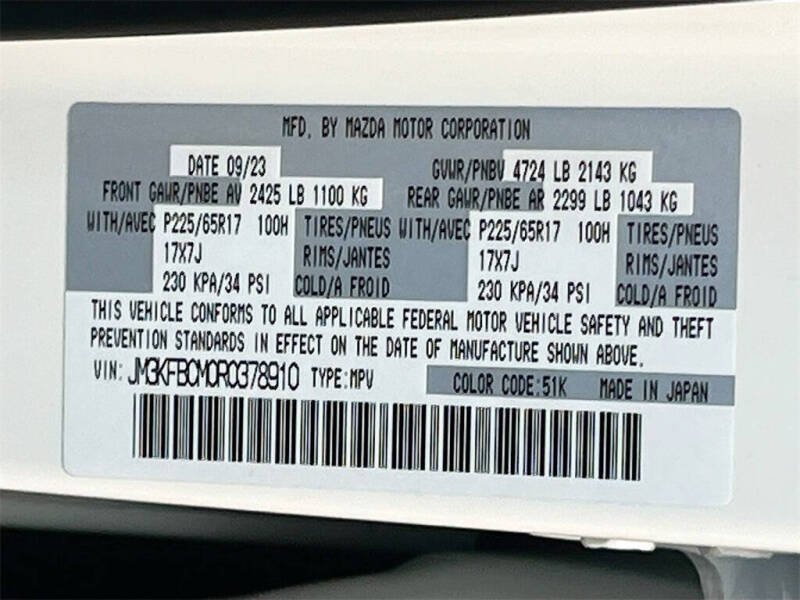 MFD. BY MAZDA MOTOR CORPORATION
DATE 09/23 GVWR/PNBV 4724 LB 2143 KG
FRONT GAWR/PNBE AV 2425 LB 1100 KG REAR GAWR/PNBE AR 2299 LB 1043 KG
WITH/AVEC P225/65R17 100H TIRES/PNEUS WITH/AVEC P225/65R17 100H TIRES/PNEUS
17X7J RIMS/JANTES 17X7J RIMS/JANTES
230 KPA/34 PSI COLD/A FROID 230 KPA/34 PSI COLD/A FROID
THIS VEHICLE CONFORMS TO ALL APPLICABLE FEDERAL MOTOR VEHICLE SAFETY AND THEFT
PREVENTION STANDARDS IN EFFECT ON THE DATE OF MANUFACTURE SHOWN ABOVE.
VIN: JM3KFBCM0R0378910 TYPE:MPV COLOR CODE:51K MADE IN JAPAN